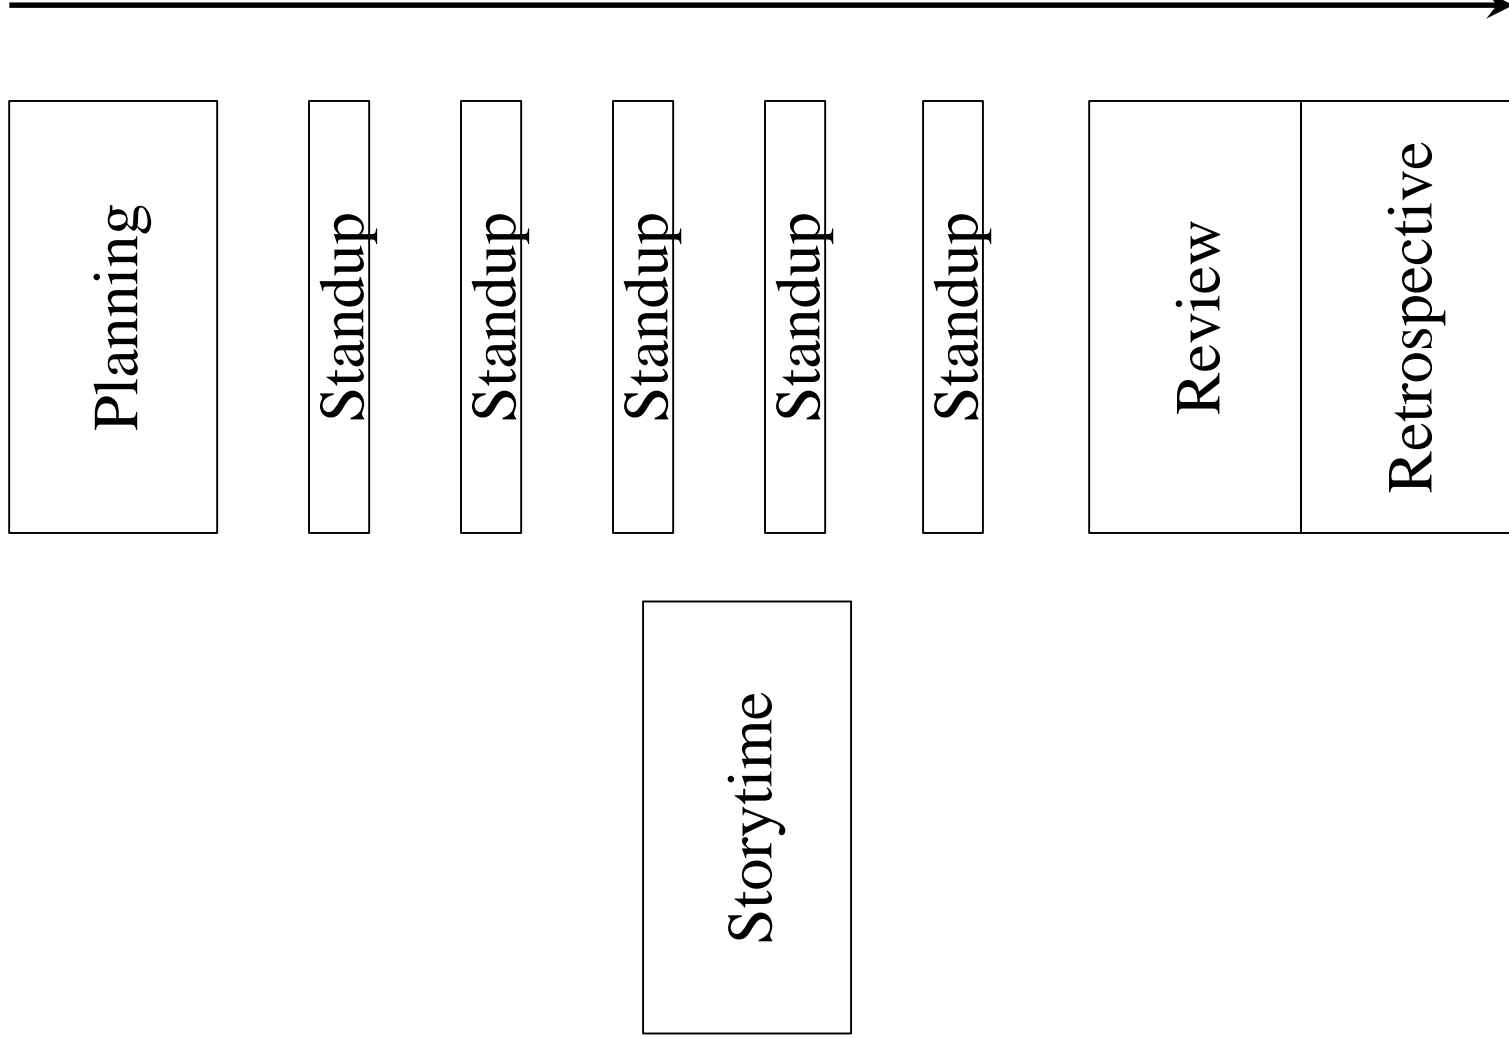 Planning
Standup
Standup
Standup
Standup
Standup
Review
Retrospective
Storytime